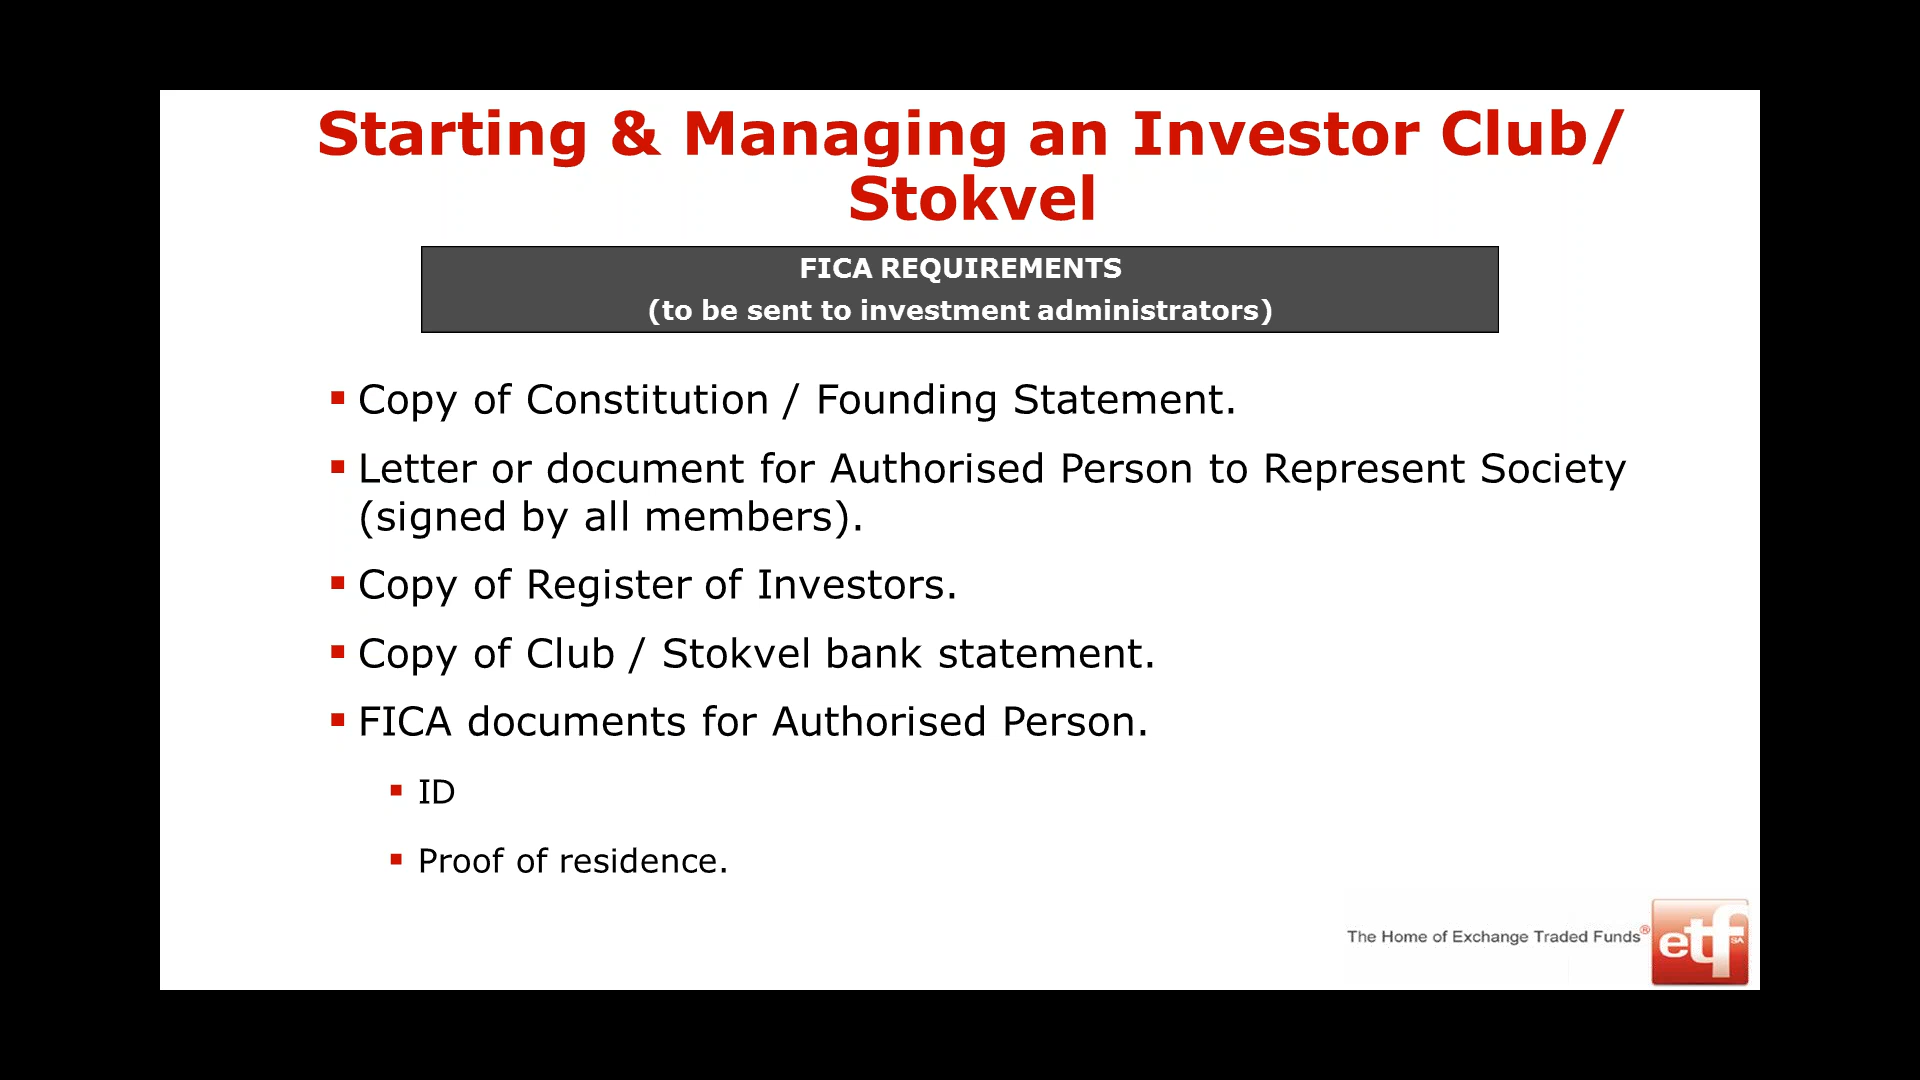 Starting & Managing an Investor Club/
Stokvel
FICA REQUIREMENTS
(to be sent to investment administrators)
Copy of Constitution / Founding Statement.
Letter or document for Authorised Person to Represent Society
(signed by all members).
Copy of Register of Investors.
Copy of Club / Stokvel bank statement.
FICA documents for Authorised Person.
ID
Proof of residence.
The Home of Exchange Traded Funds®
etf
SA